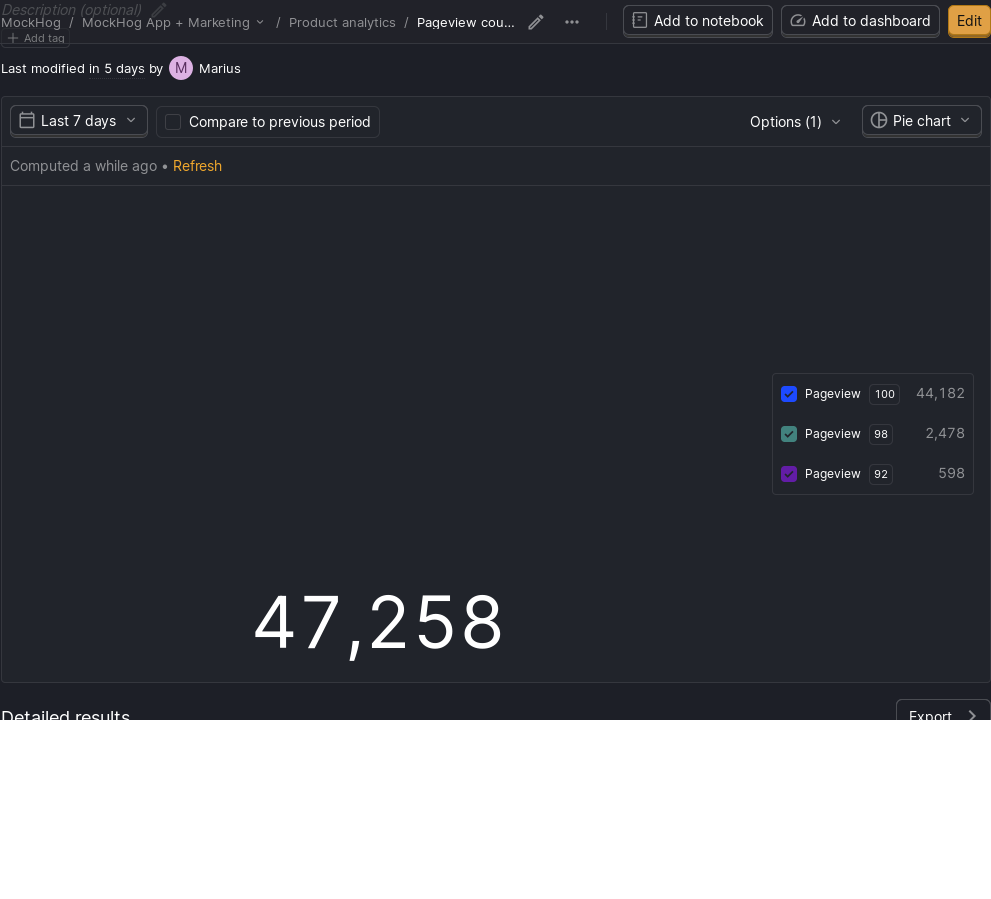 Description (optional)
MockHog / MockHog App + Marketing / Product analytics / Pageview cou...
Add to notebook
Add to dashboard
Edit
Add tag
Last modified in 5 days by M Marius
Last 7 days
Compare to previous period
Options (1)
Pie chart
Computed a while ago • Refresh
Pageview 100 44,182
Pageview 98 2,478
Pageview 92 598
47,258
Detailed results
Export